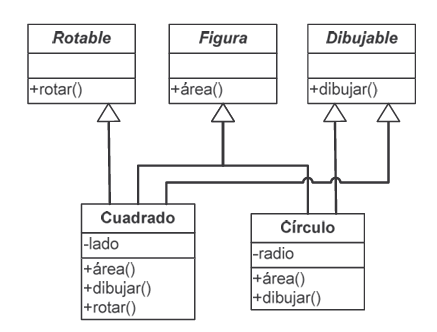 Rotable
+rotar()
Figura
+área()
Dibujable
+dibujar()
Cuadrado
-lado
+área()
+dibujar()
+rotar()
Círculo
-radio
+área()
+dibujar()